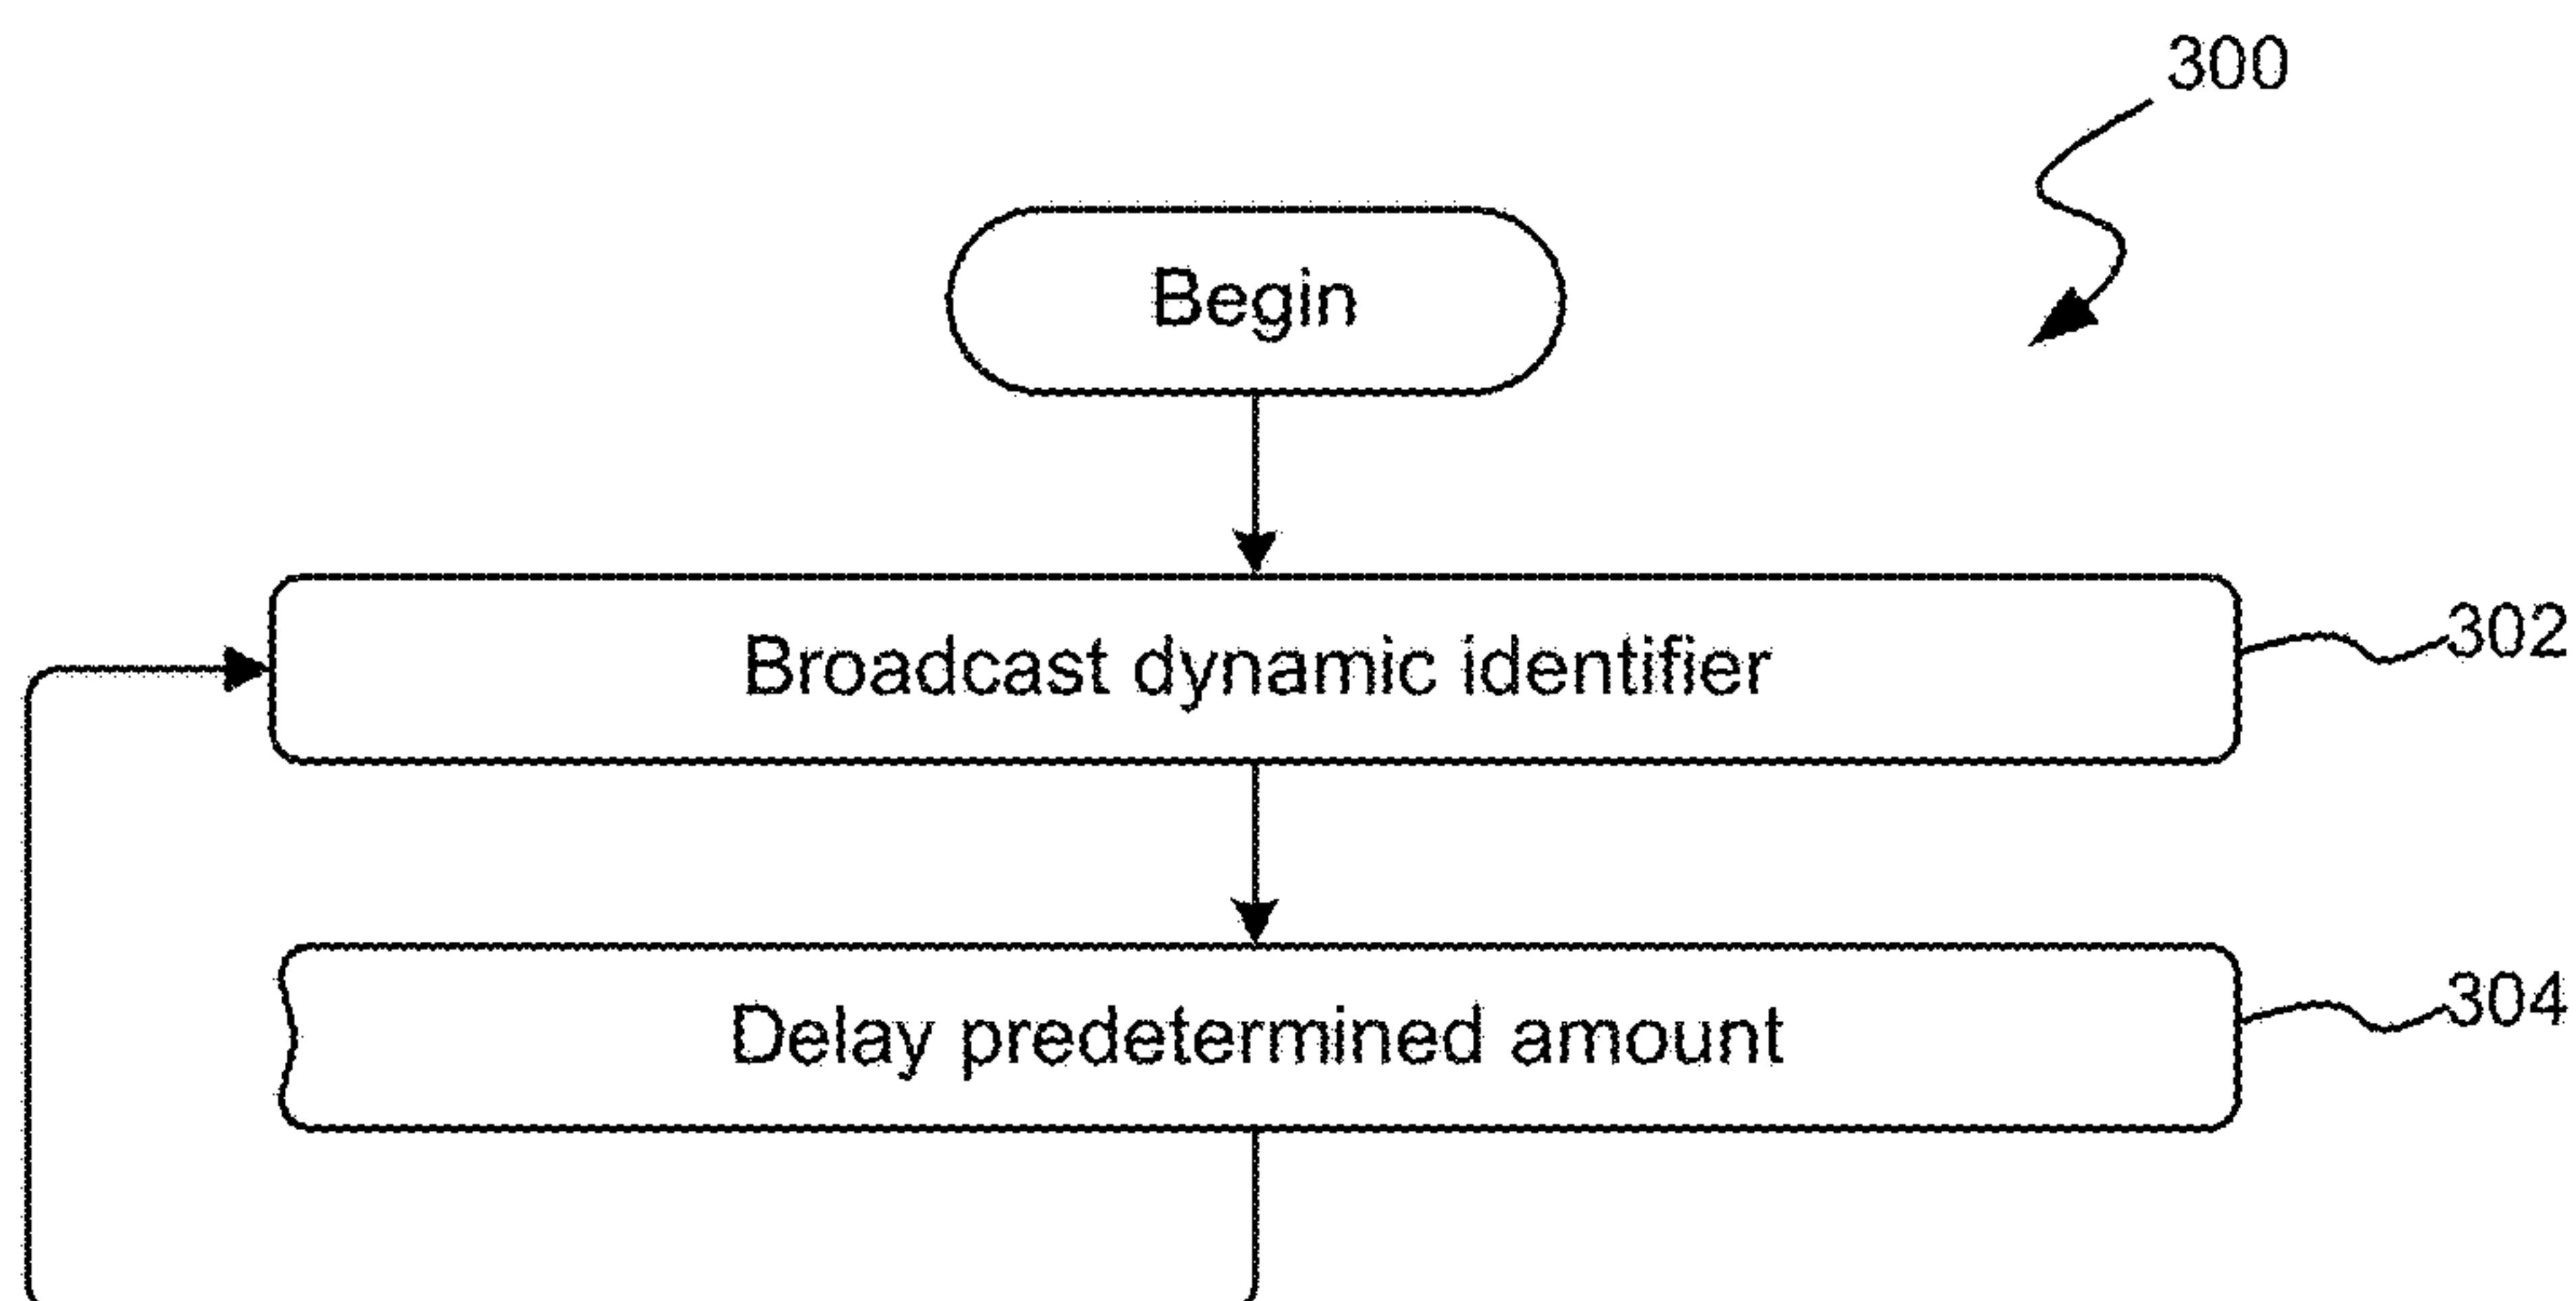 300
Begin
Broadcast dynamic identifier
302
Delay predetermined amount
304